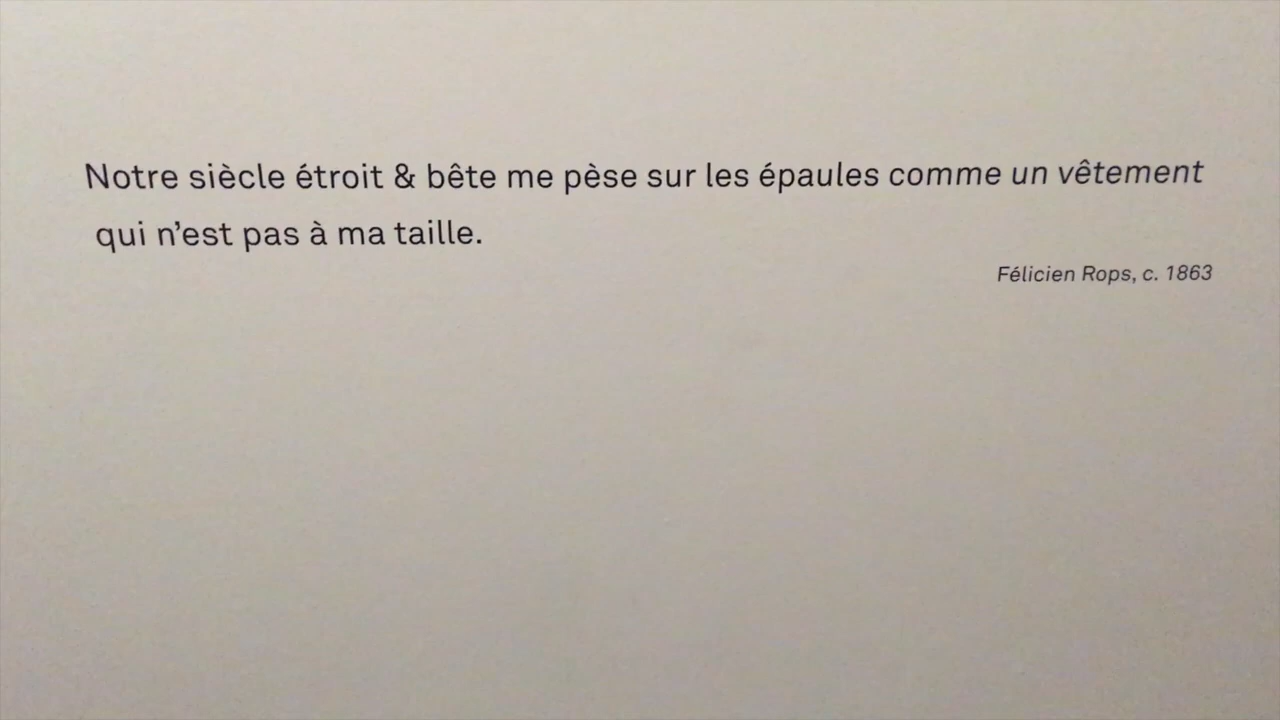 Notre siècle étroit & bête me pèse sur les épaules comme un vêtement
qui n’est pas à ma taille.
Félicien Rops, c. 1863